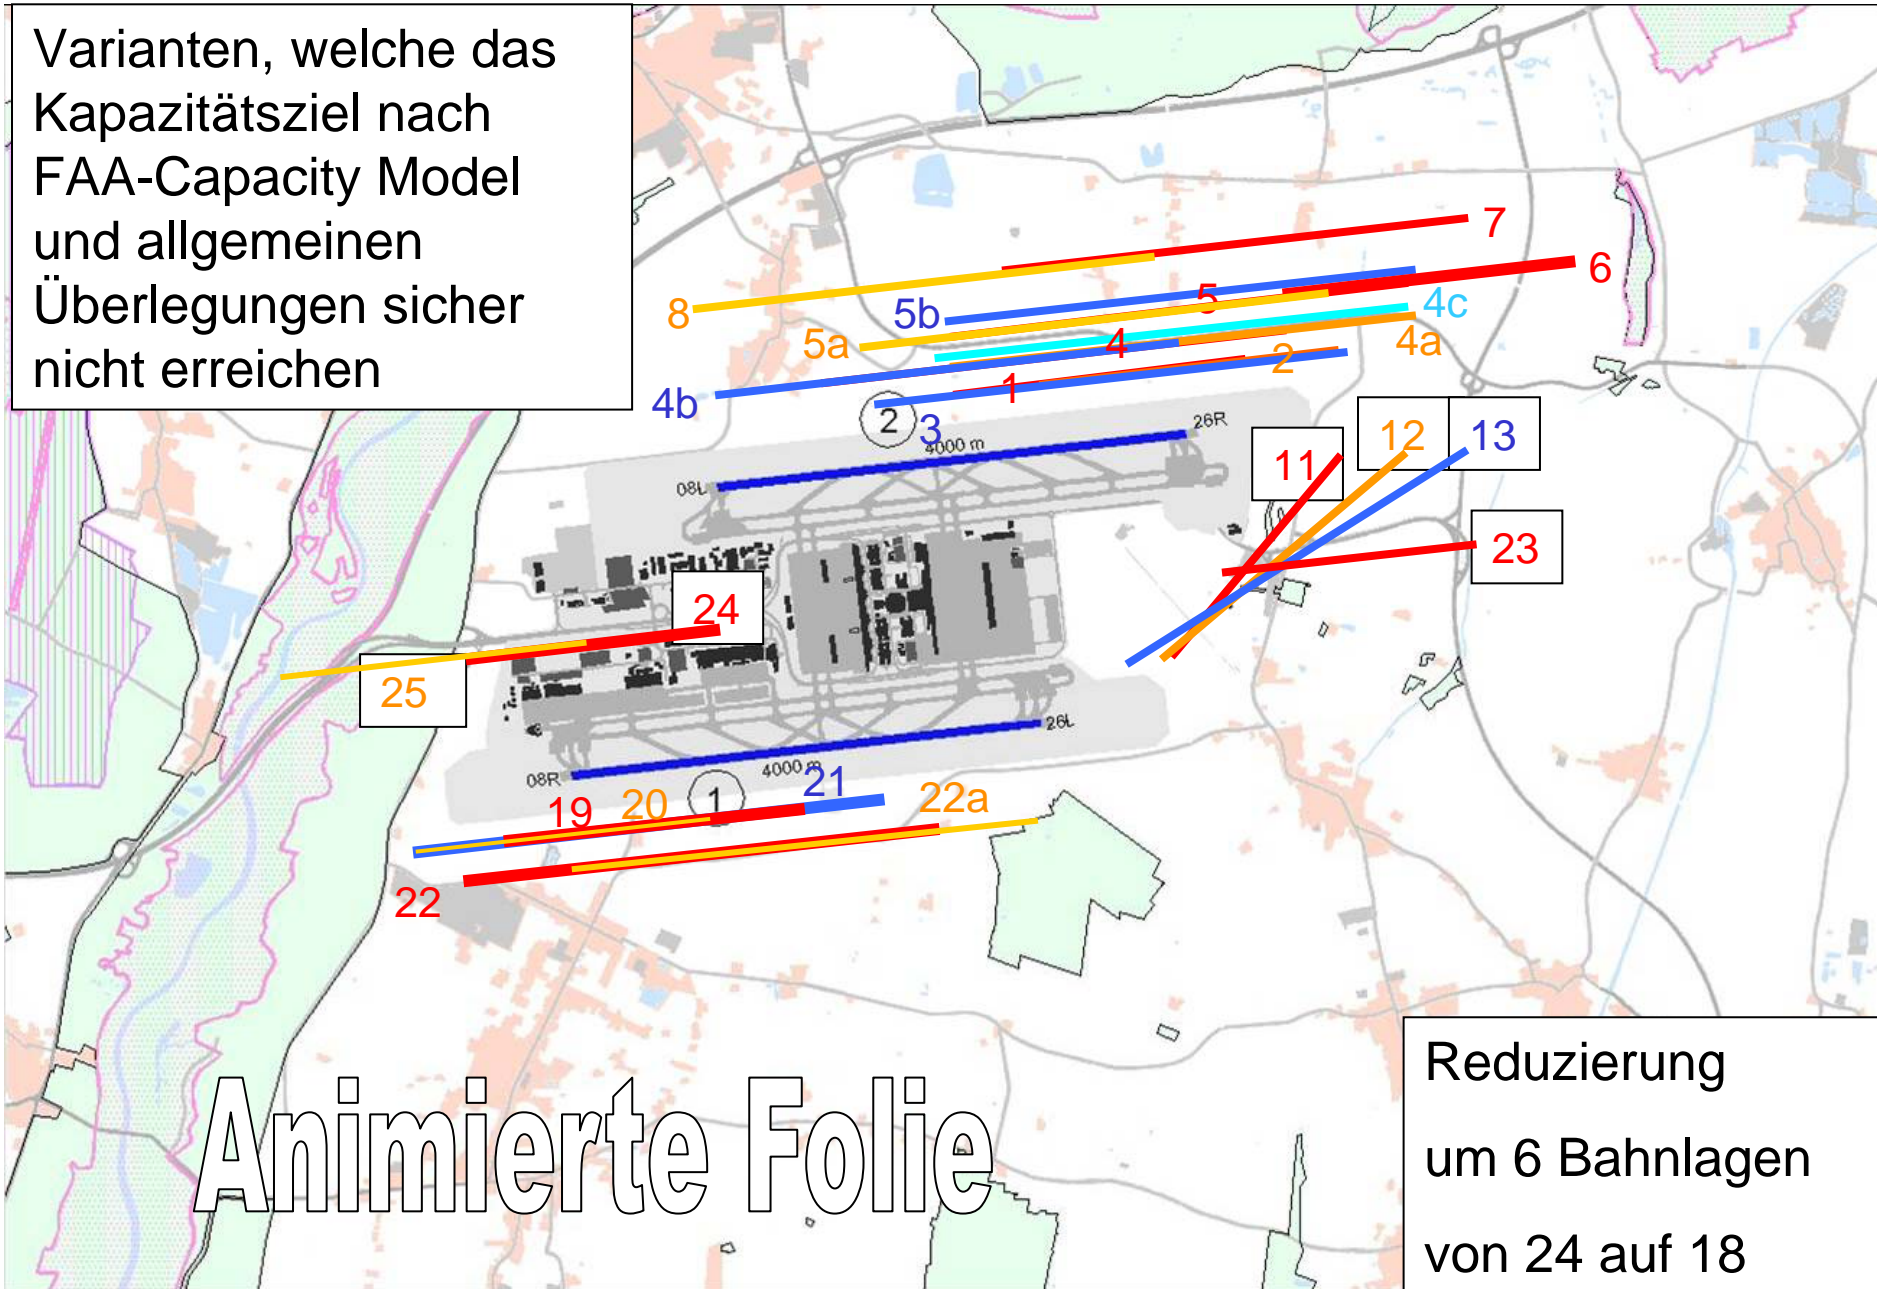 Varianten, welche das
Kapazitätsziel nach
FAA-Capacity Model
und allgemeinen
Überlegungen sicher
nicht erreichen
7
6
8
5b
5
4c
5a
4
4a
2
4b
1
3
2
26R
4000 m
08L
11
12
13
23
24
25
26L
08R
4000 m
1
21
19
20
22a
22
Animierte Folie
Reduzierung
um 6 Bahnlagen
von 24 auf 18